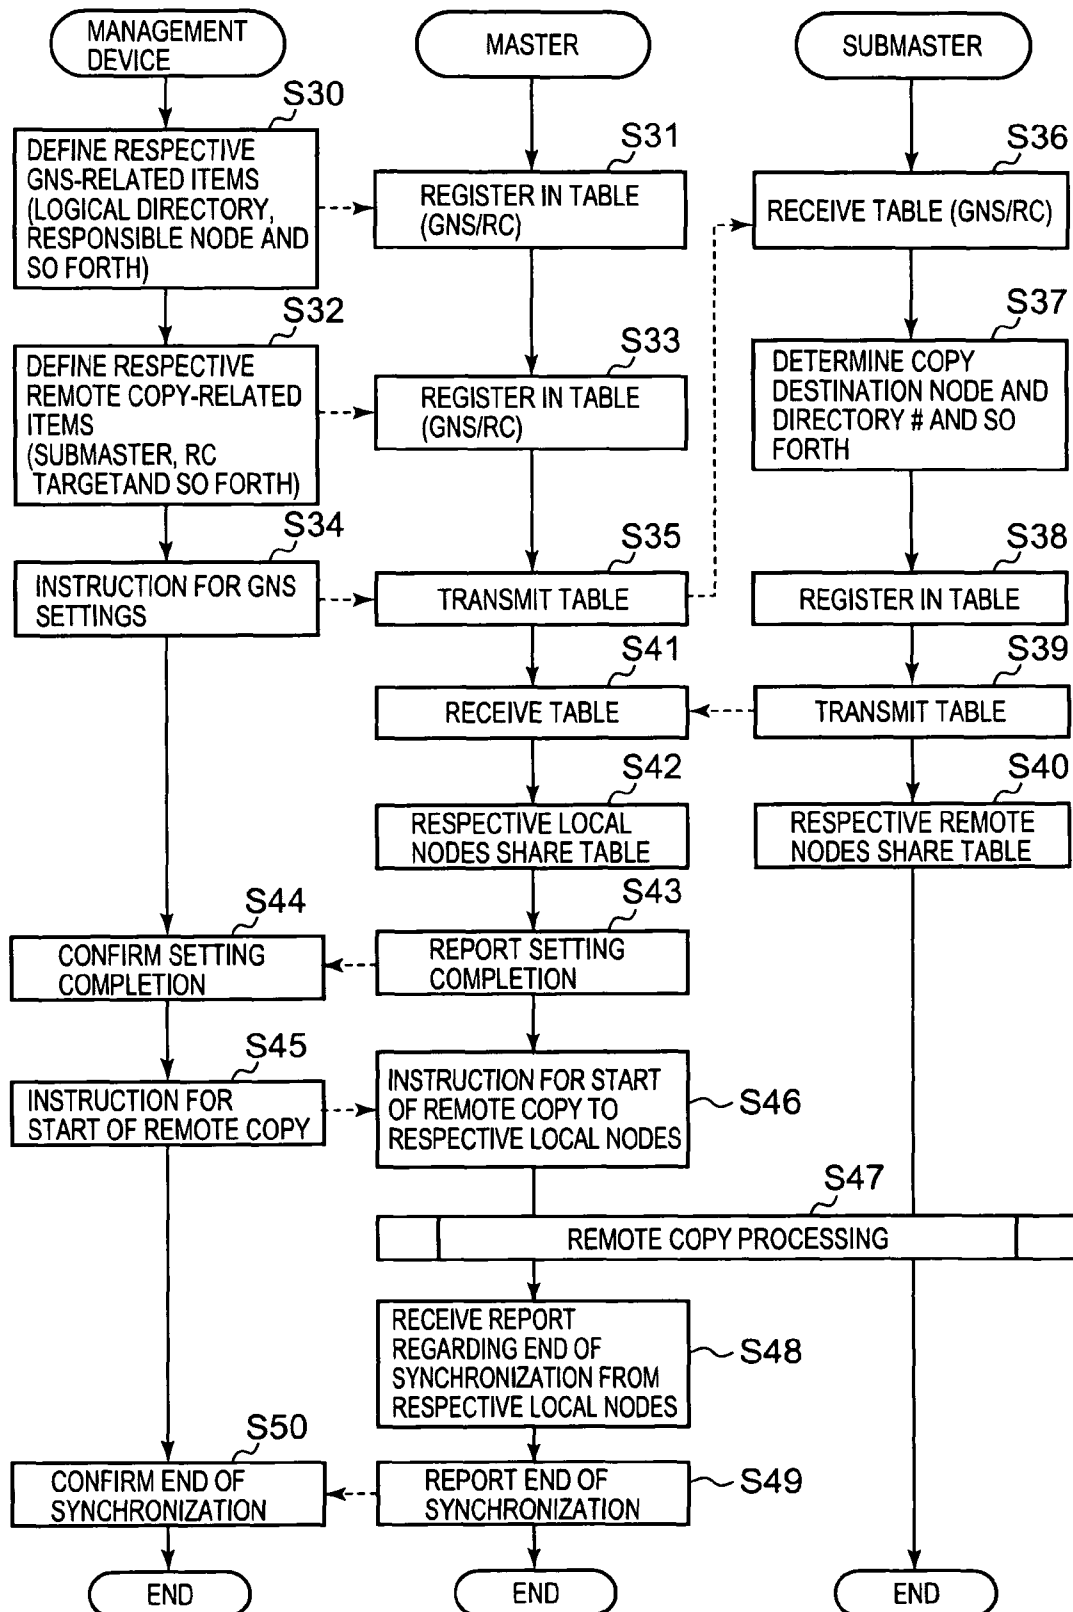 MANAGEMENT
DEVICE
MASTER
SUBMASTER
S30
DEFINE RESPECTIVE
GNS-RELATED ITEMS
(LOGICAL DIRECTORY,
RESPONSIBLE NODE AND
SO FORTH)
S31
REGISTER IN TABLE
(GNS/RC)
S36
RECEIVE TABLE (GNS/RC)
S32
DEFINE RESPECTIVE
REMOTE COPY-RELATED
ITEMS
(SUBMASTER, RC
TARGETAND SO FORTH)
S33
REGISTER IN TABLE
(GNS/RC)
S37
DETERMINE COPY
DESTINATION NODE AND
DIRECTORY # AND SO
FORTH
S34
INSTRUCTION FOR GNS
SETTINGS
S35
TRANSMIT TABLE
S38
REGISTER IN TABLE
S41
RECEIVE TABLE
S39
TRANSMIT TABLE
S42
RESPECTIVE LOCAL
NODES SHARE TABLE
S40
RESPECTIVE REMOTE
NODES SHARE TABLE
S44
CONFIRM SETTING
COMPLETION
S43
REPORT SETTING
COMPLETION
S45
INSTRUCTION FOR
START OF REMOTE COPY
INSTRUCTION FOR START
OF REMOTE COPY TO
RESPECTIVE LOCAL NODES
S46
S47
REMOTE COPY PROCESSING
RECEIVE REPORT
REGARDING END OF
SYNCHRONIZATION FROM
RESPECTIVE LOCAL NODES
S48
S50
CONFIRM END OF
SYNCHRONIZATION
REPORT END OF
SYNCHRONIZATION
S49
END
END
END